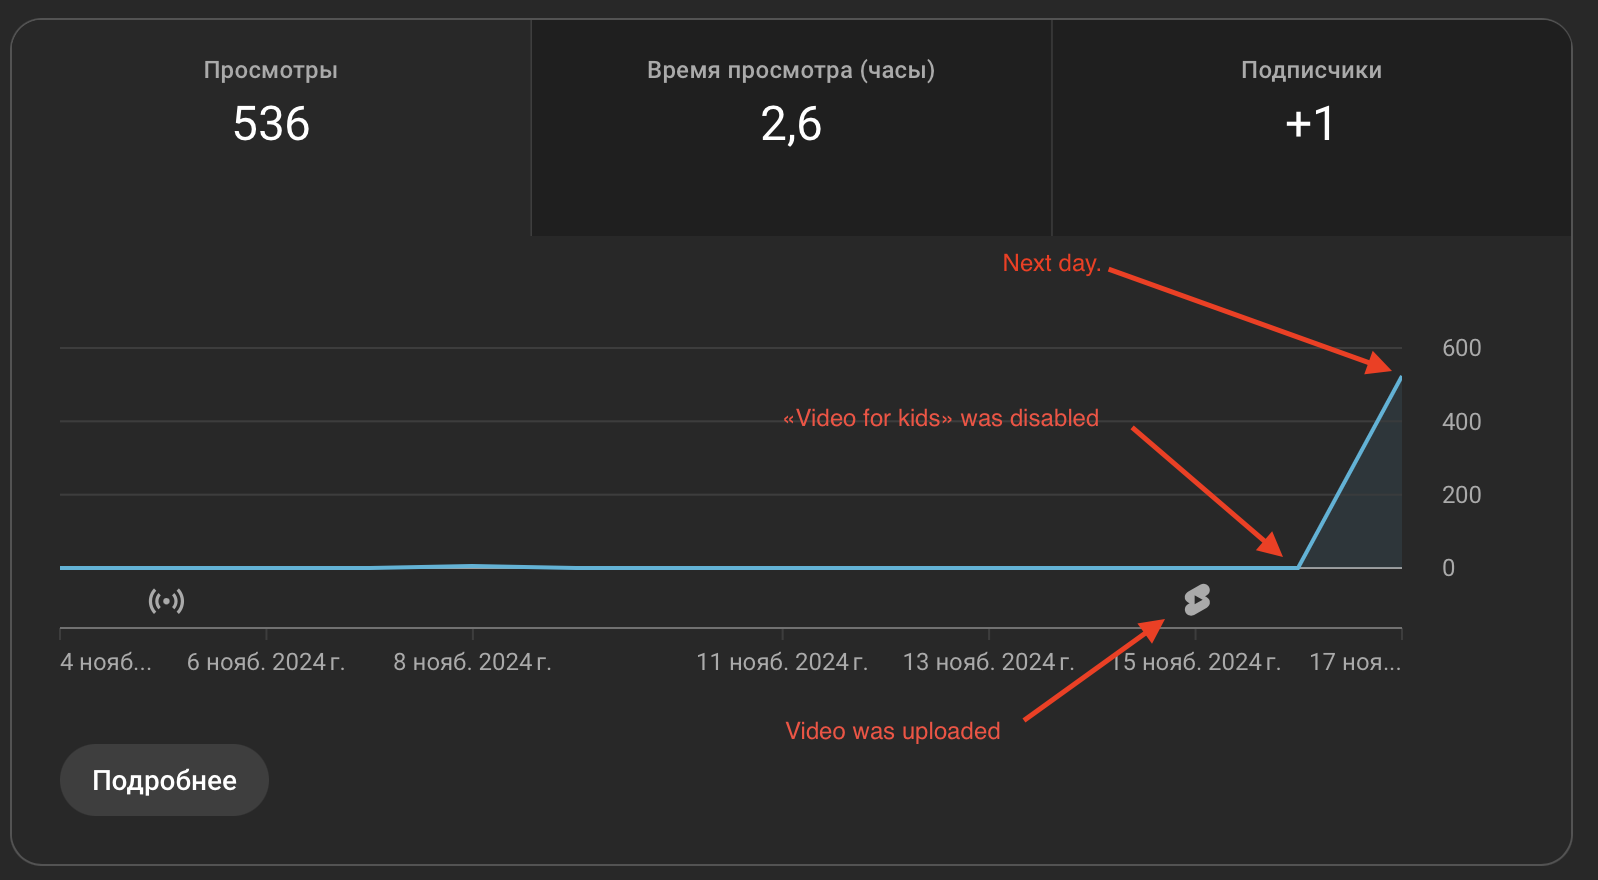 Просмотры
536
Время просмотра (часы)
2,6
Подписчики
+1
Next day.
600
«Video for kids» was disabled
400
200
0
4 нояб...
6 нояб. 2024 г.
8 нояб. 2024 г.
11 нояб. 2024 г.
13 нояб. 2024 г.
15 нояб. 2024 г.
17 ноя...
Video was uploaded
Подробнее